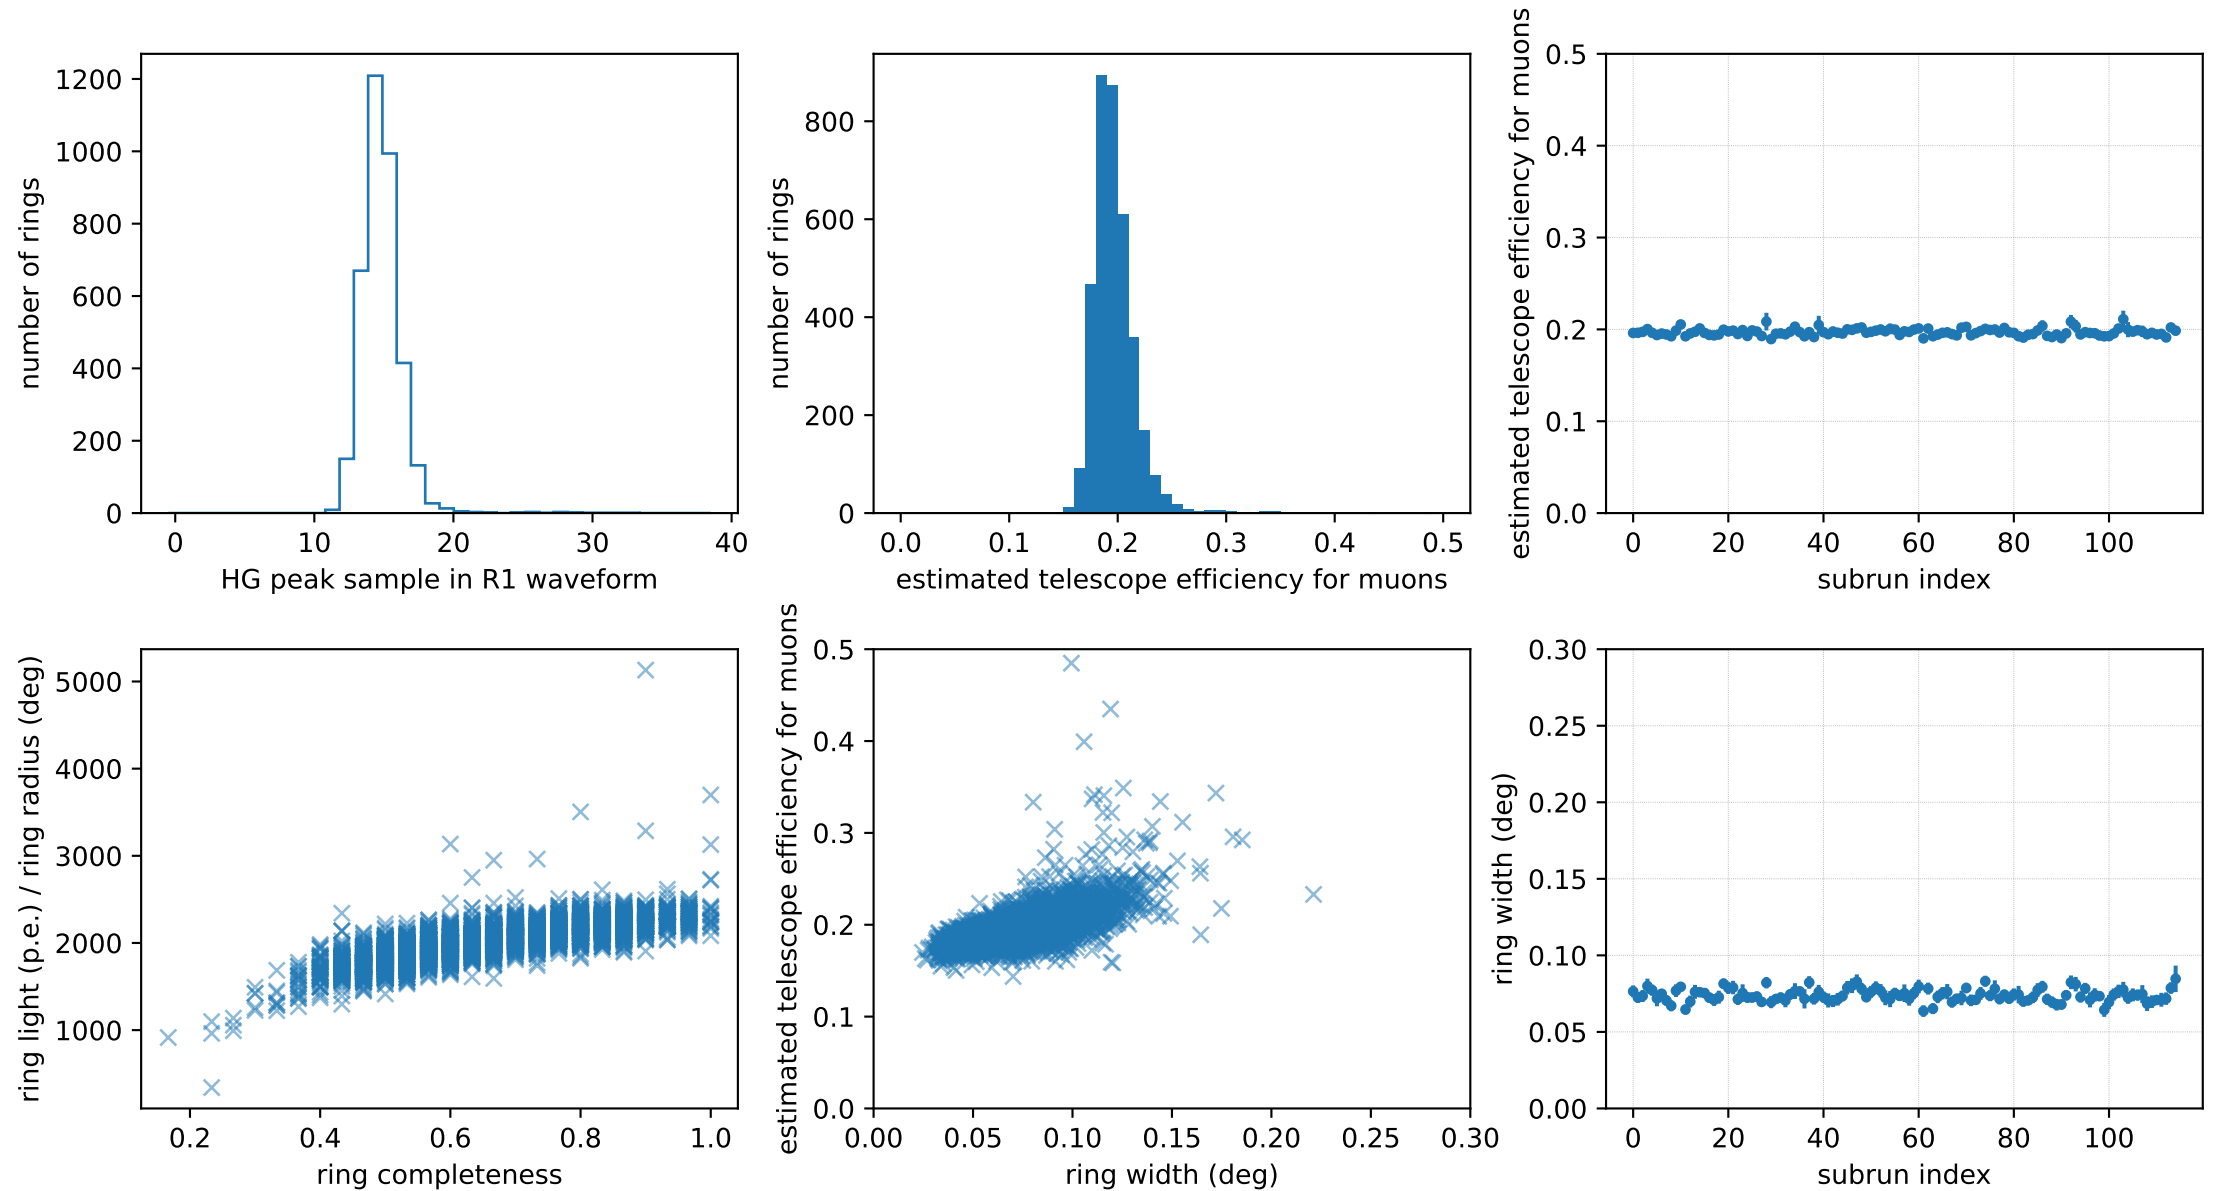 number of rings
1200
1000
800
600
400
200
0
0 10 20 30 40
HG peak sample in R1 waveform
number of rings
800
600
400
200
0
0.0 0.1 0.2 0.3 0.4 0.5
estimated telescope efficiency for muons
estimated telescope efficiency for muons
0.5
0.4
0.3
0.2
0.1
0.0
0 20 40 60 80 100
subrun index
ring light (p.e.) / ring radius (deg)
5000
4000
3000
2000
1000
0.2 0.4 0.6 0.8 1.0
ring completeness
estimated telescope efficiency for muons
0.5
0.4
0.3
0.2
0.1
0.0
0.00 0.05 0.10 0.15 0.20 0.25 0.30
ring width (deg)
ring width (deg)
0.30
0.25
0.20
0.15
0.10
0.05
0.00
0 20 40 60 80 100
subrun index